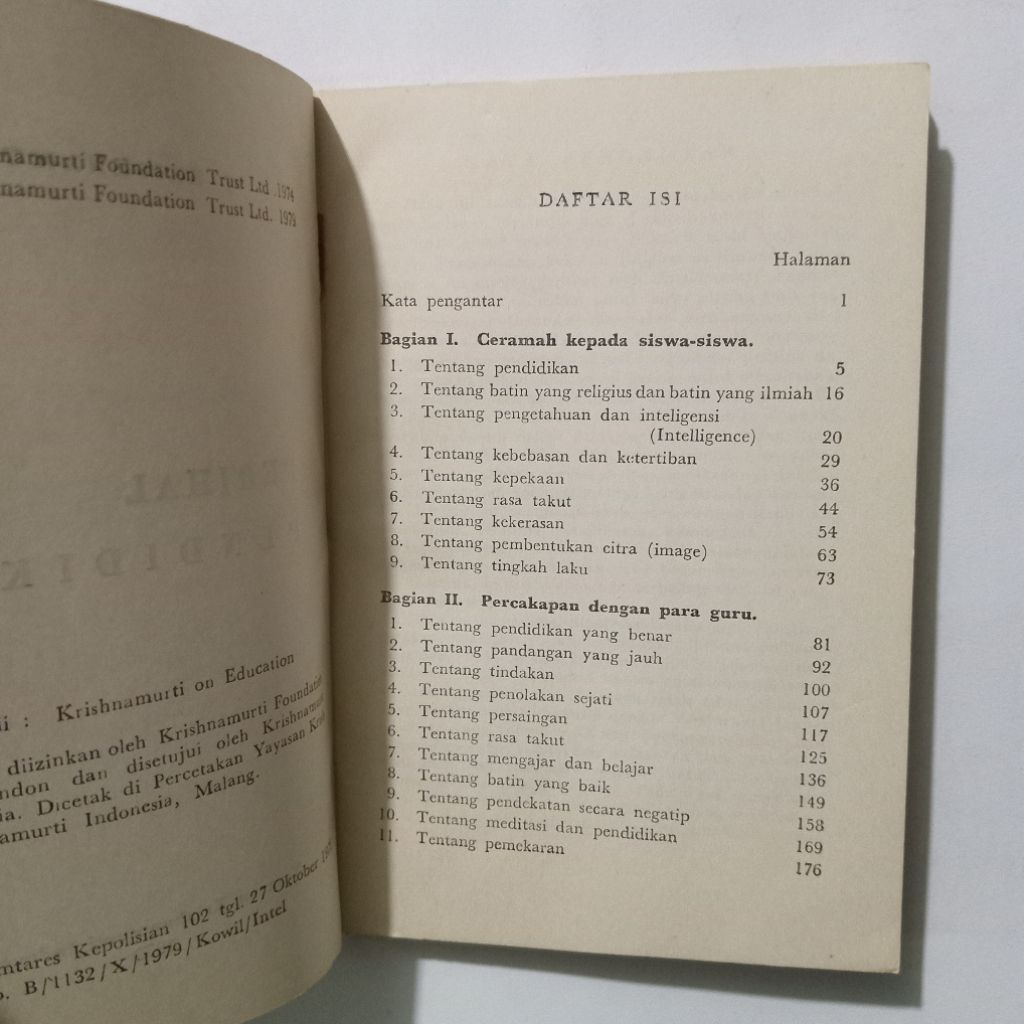 Foundation Trust Ltd. 1974
Foundation Trust Ltd. 1979
: Krishnamurti on Education
diizinkan oleh Krishnamurti Foundation
dan disetujui oleh
Dicetak di Percetakan Yayasan
Indonesia, Malang.
Kepolisian 102 tgl. 27 Oktober
B/1132/X/1979/Kowil/Intel
DAFTAR ISI
Halaman
Kata pengantar 1
Bagian I. Ceramah kepada siswa-siswa.
1. Tentang pendidikan 5
2. Tentang batin yang religius dan batin yang ilmiah 16
3. Tentang pengetahuan dan inteligensi
(Intelligence) 20
4. Tentang kebebasan dan ketertiban 29
5. Tentang kepekaan 36
6. Tentang rasa takut 44
7. Tentang kekerasan 54
8. Tentang pembentukan citra (image) 63
9. Tentang tingkah laku 73
Bagian II. Percakapan dengan para guru.
1. Tentang pendidikan yang benar 81
2. Tentang pandangan yang jauh 92
3. Tentang tindakan 100
4. Tentang penolakan sejati 107
5. Tentang persaingan 117
6. Tentang rasa takut 125
7. Tentang mengajar dan belajar 136
8. Tentang batin yang baik 149
9. Tentang pendekatan secara negatip 158
10. Tentang meditasi dan pendidikan 169
11. Tentang pemekaran 176